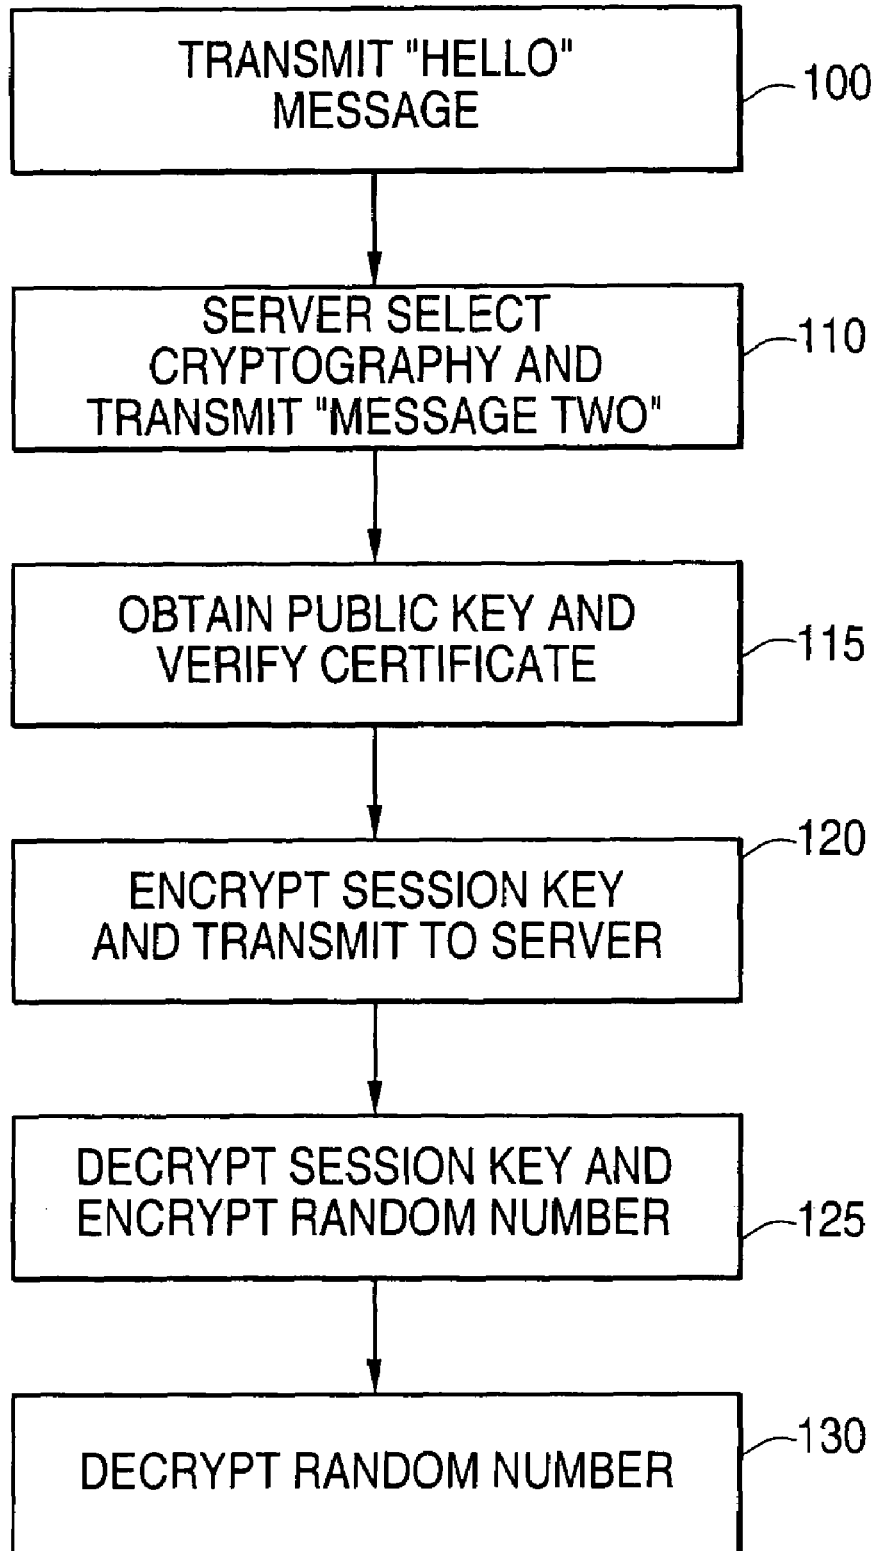 TRANSMIT "HELLO"
MESSAGE
100
SERVER SELECT
CRYPTOGRAPHY AND
TRANSMIT "MESSAGE TWO"
110
OBTAIN PUBLIC KEY AND
VERIFY CERTIFICATE
115
ENCRYPT SESSION KEY
AND TRANSMIT TO SERVER
120
DECRYPT SESSION KEY AND
ENCRYPT RANDOM NUMBER
125
DECRYPT RANDOM NUMBER
130